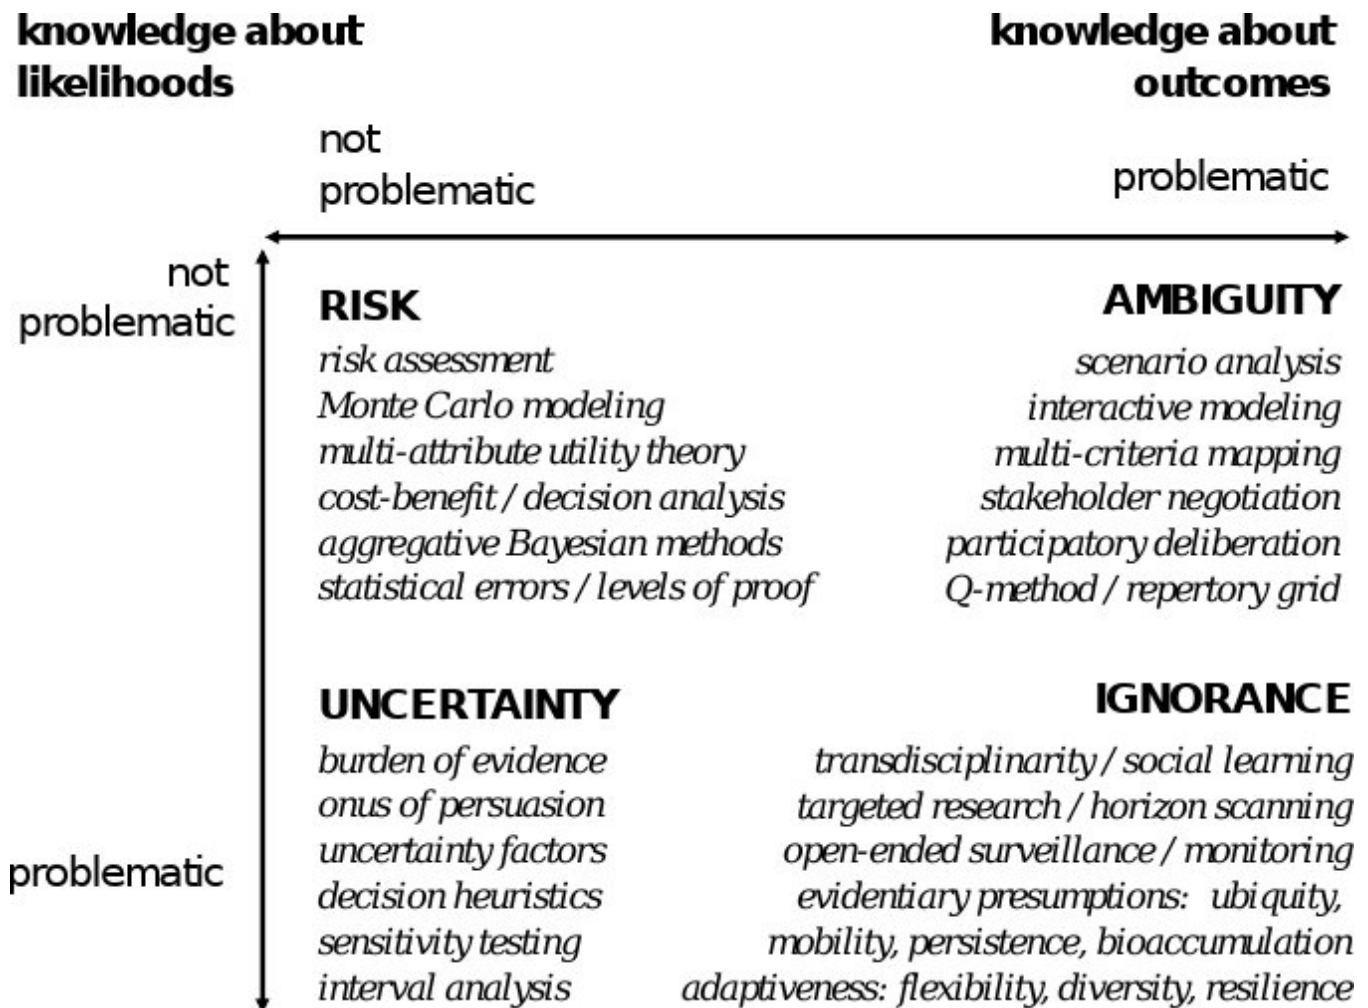 knowledge about
likelihoods
knowledge about
outcomes
not
problematic
problematic
not
problematic
RISK
risk assessment
Monte Carlo modeling
multi-attribute utility theory
cost-benefit / decision analysis
aggregative Bayesian methods
statistical errors / levels of proof
AMBIGUITY
scenario analysis
interactive modeling
multi-criteria mapping
stakeholder negotiation
participatory deliberation
Q-method / repertory grid
problematic
UNCERTAINTY
burden of evidence
onus of persuasion
uncertainty factors
decision heuristics
sensitivity testing
interval analysis
IGNORANCE
transdisciplinarity / social learning
targeted research / horizon scanning
open-ended surveillance / monitoring
evidentiary presumptions: ubiquity,
mobility, persistence, bioaccumulation
adaptiveness: flexibility, diversity, resilience